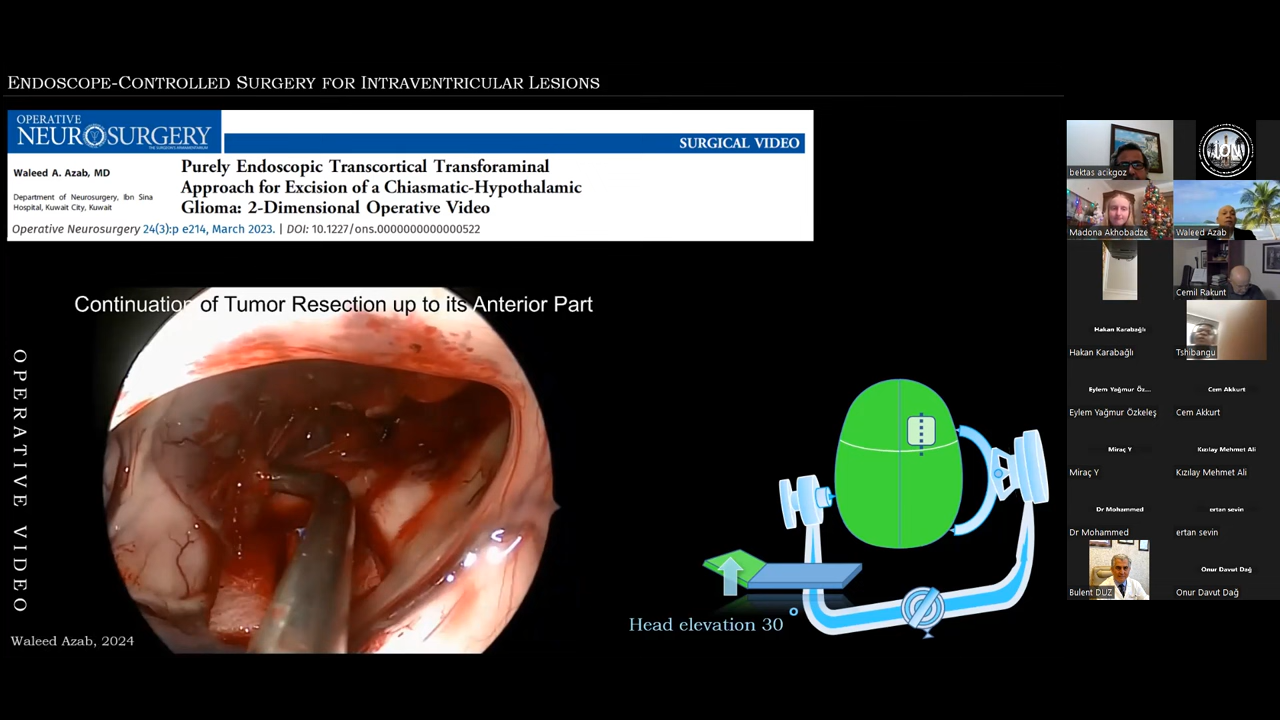 ENDOSCOPE-CONTROLLED SURGERY FOR INTRAVENTRICULAR LESIONS
OPERATIVE
NEUROSURGERY
SURGICAL VIDEO
Waleed A. Azab, MD
Department of Neurosurgery, Ibn Sina
Hospital, Kuwait City, Kuwait
Purely Endoscopic Transcortical Transforaminal
Approach for Excision of a Chiasmatic-Hypothalamic
Glioma: 2-Dimensional Operative Video
Operative Neurosurgery 24(3):p e214, March 2023. | DOI: 10.1227/ons.0000000000000522
Continuation of Tumor Resection up to its Anterior Part
OPERATIVE VIDEO
Head elevation 30 °
Waleed Azab, 2024
bektas acikgoz
Madona Akhobadze
Waleed Azab
Cemil Rakunt
Hakan Karabağlı
Hakan Karabağlı
Tshibangu
Eylem Yağmur Öz...
Cem Akkurt
Eylem Yağmur Özkeleş
Cem Akkurt
Miraç Y
Kızılay Mehmet Ali
Miraç Y
Kızılay Mehmet Ali
Dr Mohammed
ertan sevin
Dr Mohammed
ertan sevin
Onur Davut Dağ
Bulent DUZ
Onur Davut Dağ